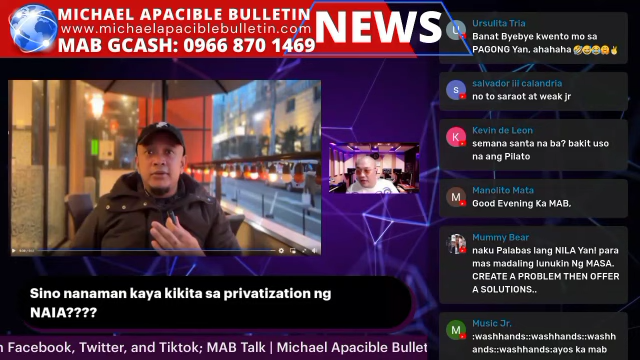 MICHAEL APACIBLE BULLETIN
www.michaelapaciblebulletin.com
MAB GCASH: 0966 870 1469
NEWS
Sino nanaman kaya kikita sa privatization ng
NAIA????
n Facebook, Twitter, and Tiktok; MAB Talk | Michael Apacible Bullet
U
Ursulita Tria
Banat Byebye kwento mo sa
PAGONG Yan, ahahaha 🤣😅😂🤗✌
s
salvador iii calandria
no to saraot at weak jr
K
Kevin de Leon
semana santa na ba? bakit uso
na ang Pilato
M
Manolito Mata
Good Evening Ka MAB.
Mummy Bear
naku Palabas lang NILA Yan! para
mas madaling lunukin Ng MASA.
CREATE A PROBLEM THEN OFFER
A SOLUTIONS..
M
Music Jr.
:washhands::washhands::washh
ands::washhands:ayos ka mab